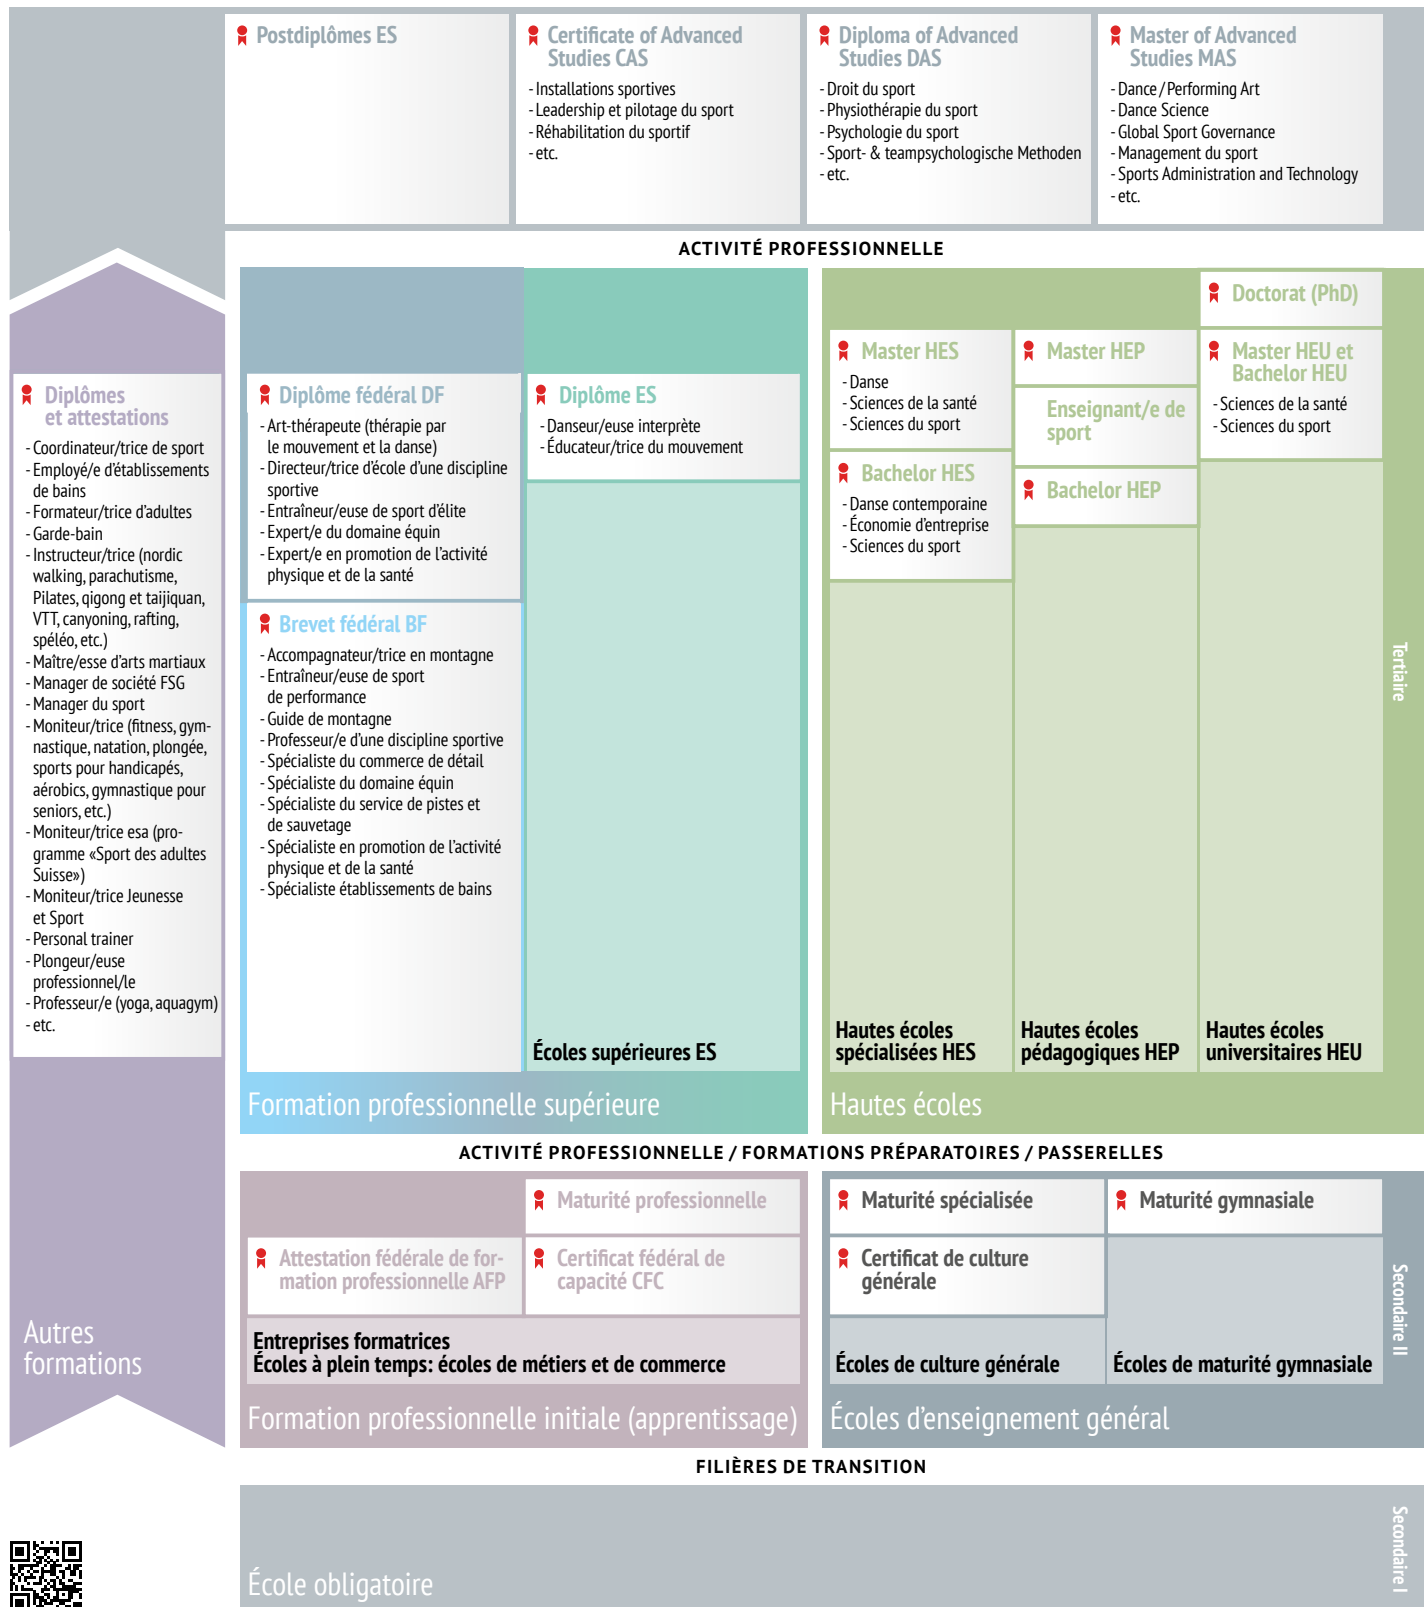 Postdiplômes ES
Certificate of Advanced
Studies CAS
- Installations sportives
- Leadership et pilotage du sport
- Réhabilitation du sportif
- etc.
Diploma of Advanced
Studies DAS
- Droit du sport
- Physiothérapie du sport
- Psychologie du sport
- Sport- & teampsychologische Methoden
- etc.
Master of Advanced
Studies MAS
- Dance / Performing Art
- Dance Science
- Global Sport Governance
- Management du sport
- Sports Administration and Technology
- etc.
ACTIVITÉ PROFESSIONNELLE
Diplômes
et attestations
- Coordinateur/trice de sport
- Employé/e d'établissements
de bains
- Formateur/trice d'adultes
- Garde-bain
- Instructeur/trice (nordic
walking, parachutisme,
Pilates, qigong et taijiquan,
VTT, canyoning, rafting,
spéléo, etc.)
- Maître/esse d'arts martiaux
- Manager de société FSG
- Manager du sport
- Moniteur/trice (fitness, gym-
nastique, natation, plongée,
sports pour handicapés,
aérobics, gymnastique pour
seniors, etc.)
- Moniteur/trice esa (pro-
gramme «Sport des adultes
Suisse»)
- Moniteur/trice Jeunesse
et Sport
- Personal trainer
- Plongeur/euse
professionnel/le
- Professeur/e (yoga, aquagym)
- etc.
Autres
formations
Diplôme fédéral DF
- Art-thérapeute (thérapie par
le mouvement et la danse)
- Directeur/trice d'école d'une discipline
sportive
- Entraîneur/euse de sport d'élite
- Expert/e du domaine équin
- Expert/e en promotion de l'activité
physique et de la santé
Brevet fédéral BF
- Accompagnateur/trice en montagne
- Entraîneur/euse de sport
de performance
- Guide de montagne
- Professeur/e d'une discipline sportive
- Spécialiste du commerce de détail
- Spécialiste du domaine équin
- Spécialiste du service de pistes et
de sauvetage
- Spécialiste en promotion de l'activité
physique et de la santé
- Spécialiste établissements de bains
Diplôme ES
- Danseur/euse interprète
- Éducateur/trice du mouvement
Écoles supérieures ES
Formation professionnelle supérieure
Master HES
- Danse
- Sciences de la santé
- Sciences du sport
Bachelor HES
- Danse contemporaine
- Économie d'entreprise
- Sciences du sport
Hautes écoles
spécialisées HES
Master HEP
Enseignant/e de
sport
Bachelor HEP
Hautes écoles
pédagogiques HEP
Doctorat (PhD)
Master HEU et
Bachelor HEU
- Sciences de la santé
- Sciences du sport
Hautes écoles
universitaires HEU
Hautes écoles
Tertiaire
ACTIVITÉ PROFESSIONNELLE / FORMATIONS PRÉPARATOIRES / PASSERELLES
Maturité professionnelle
Attestation fédérale de for-
mation professionnelle AFP
Certificat fédéral de
capacité CFC
Entreprises formatrices
Écoles à plein temps: écoles de métiers et de commerce
Formation professionnelle initiale (apprentissage)
Maturité spécialisée
Certificat de culture
générale
Écoles de culture générale
Maturité gymnasiale
Écoles de maturité gymnasiale
Écoles d'enseignement général
Secondaire II
FILIÈRES DE TRANSITION
École obligatoire
Secondaire I